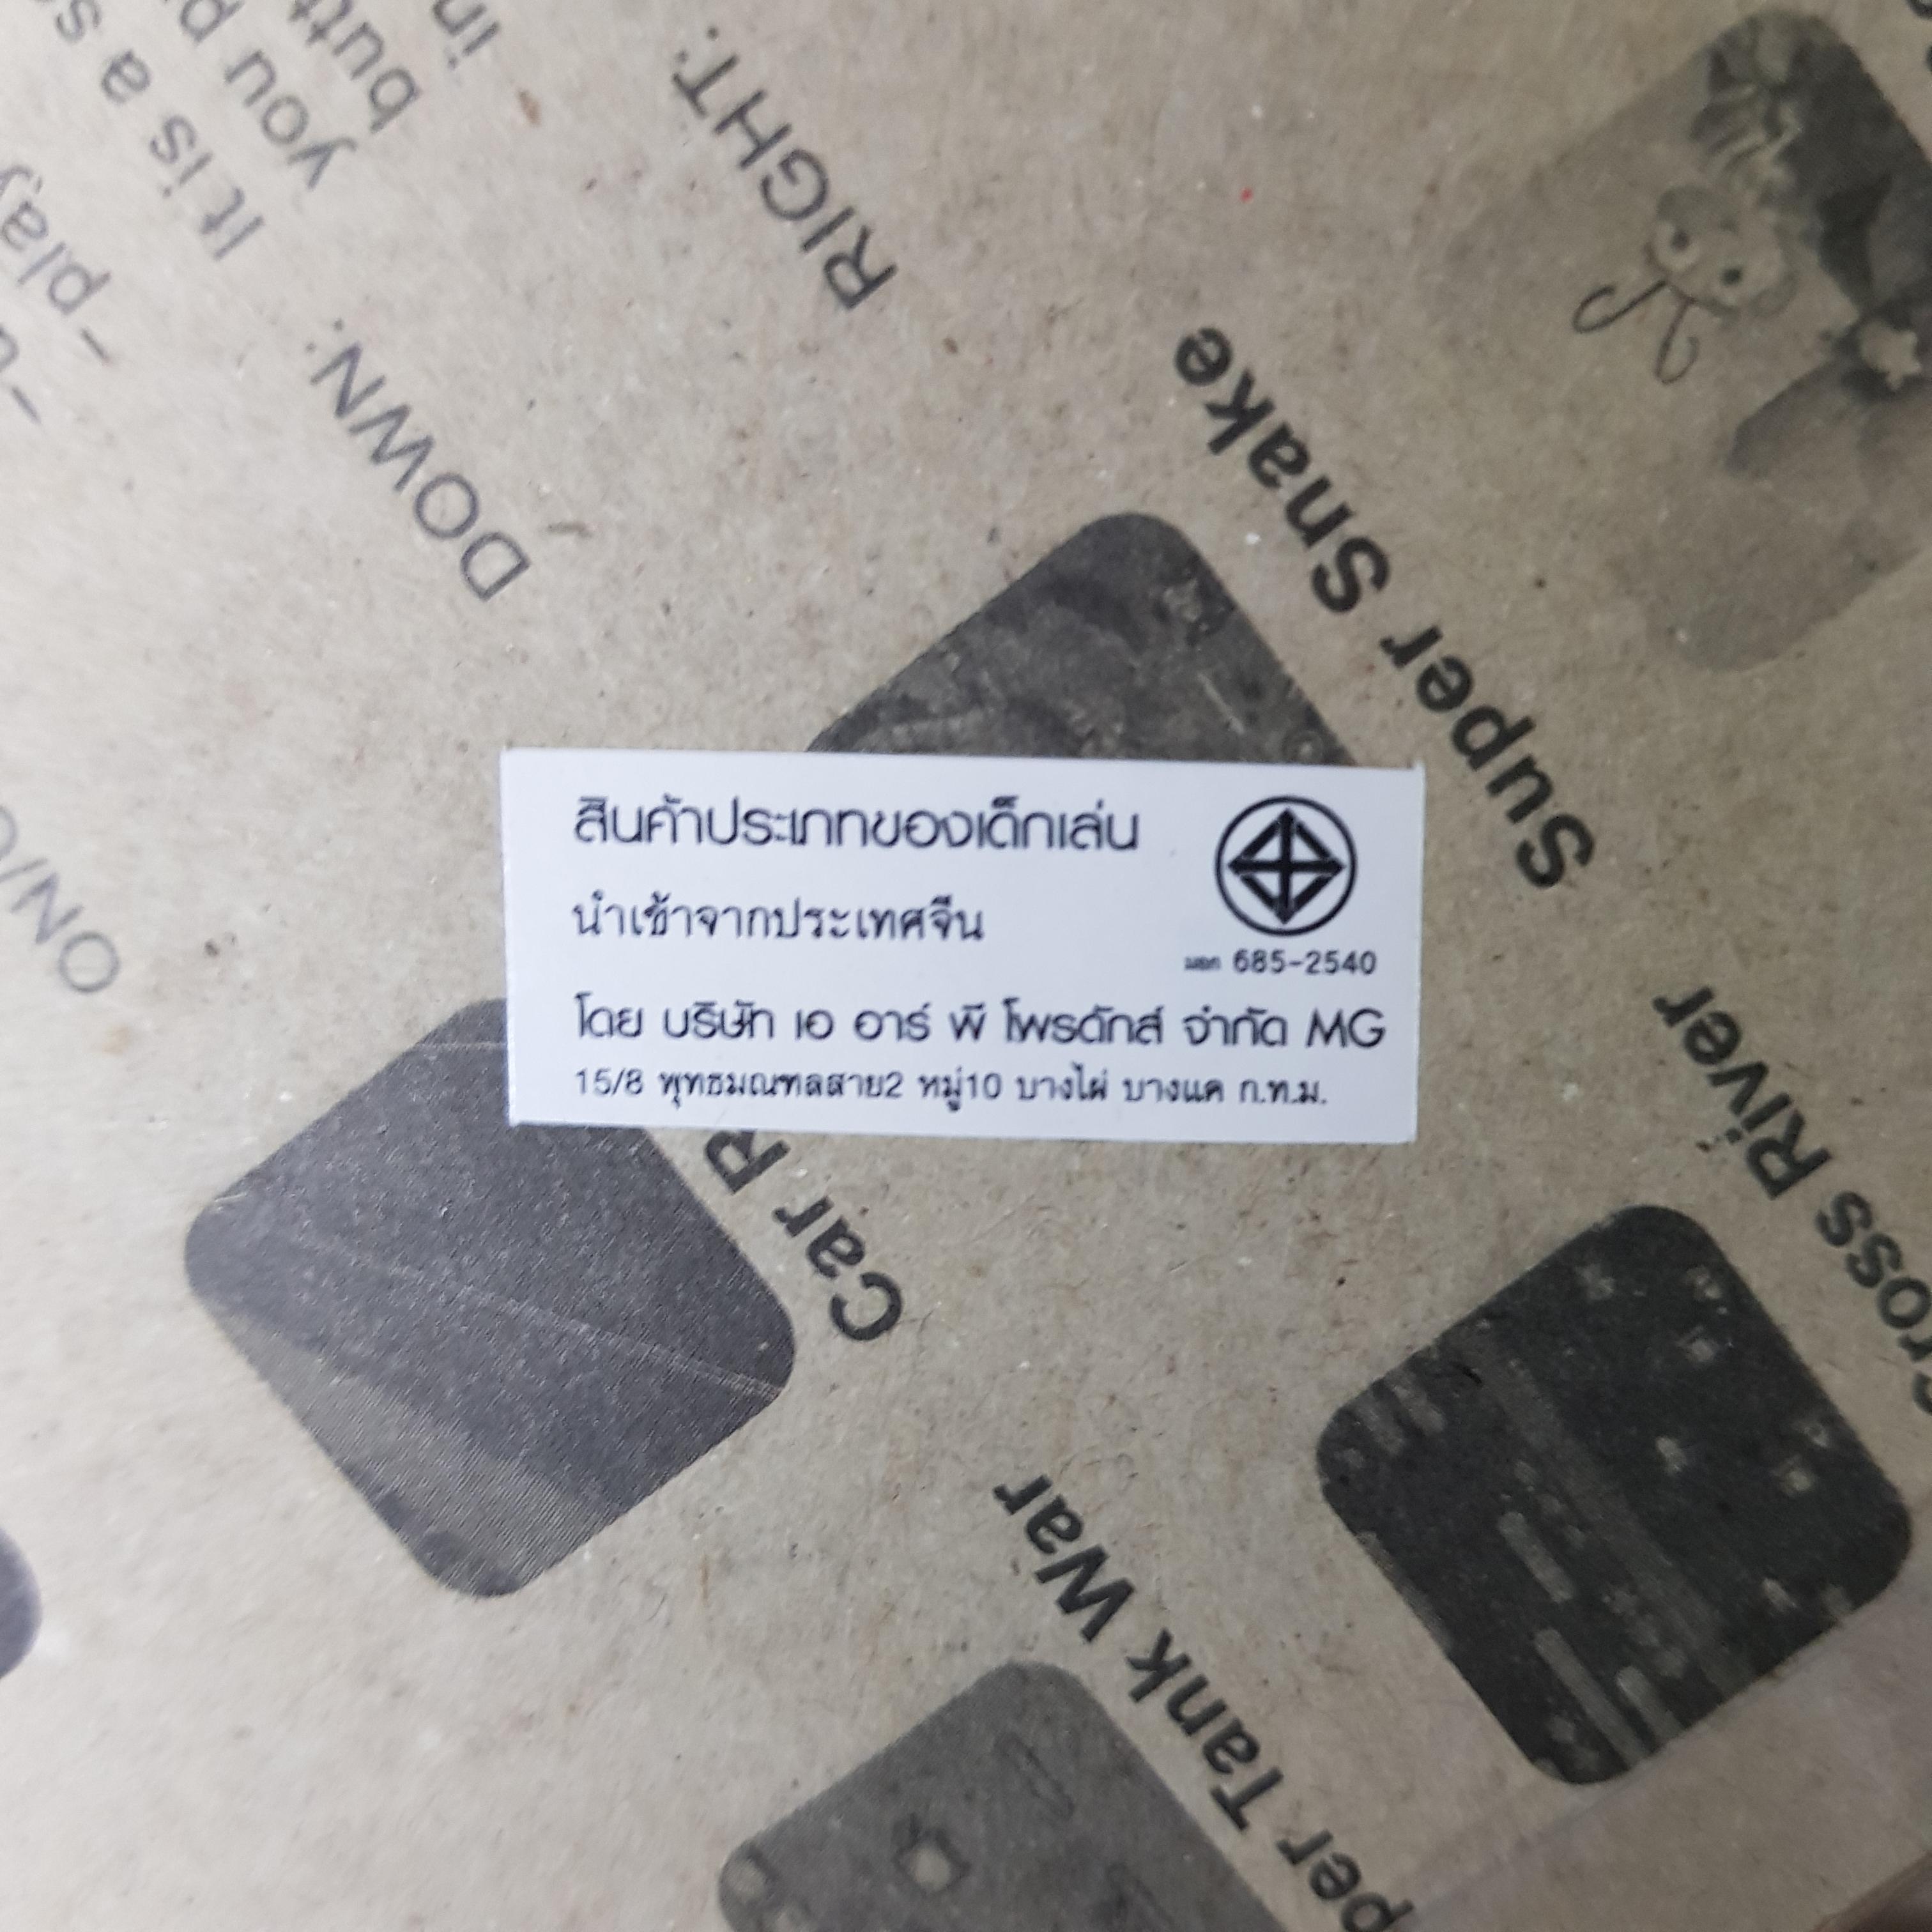 สินค้าประเภทของเด็กเล่น
นำเข้าจากประเทศจีน
มอก 685-2540
โดย บริษัท เอ อาร์ พี โพรดักส์ จำกัด MG
15/8 พุทธมณฑลสาย2 หมู่10 บางไผ่ บางแค ก.ท.ม.
RIGHT:
DOWN:
It is a
you
play
Super Snake
Car
River
Tank War